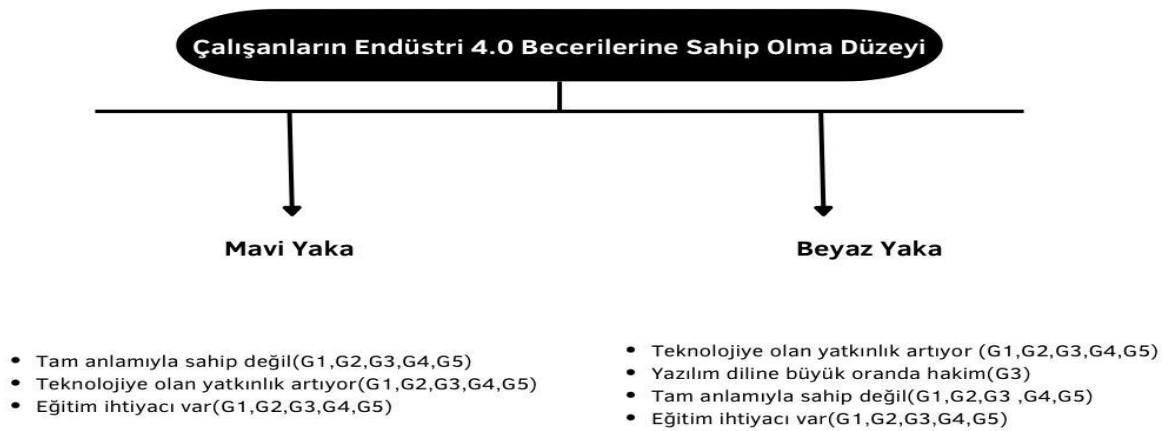 Çalışanların Endüstri 4.0 Becerilerine Sahip Olma Düzeyi
Mavi Yaka
• Tam anlamıyla sahip değil(G1,G2,G3,G4,G5)
• Teknolojiye olan yatkınlık artıyor(G1,G2,G3,G4,G5)
• Eğitim ihtiyacı var(G1,G2,G3,G4,G5)
Beyaz Yaka
• Teknolojiye olan yatkınlık artıyor (G1,G2,G3,G4,G5)
• Yazılım diline büyük oranda hakim(G3)
• Tam anlamıyla sahip değil(G1,G2,G3 ,G4,G5)
• Eğitim ihtiyacı var(G1,G2,G3,G4,G5)